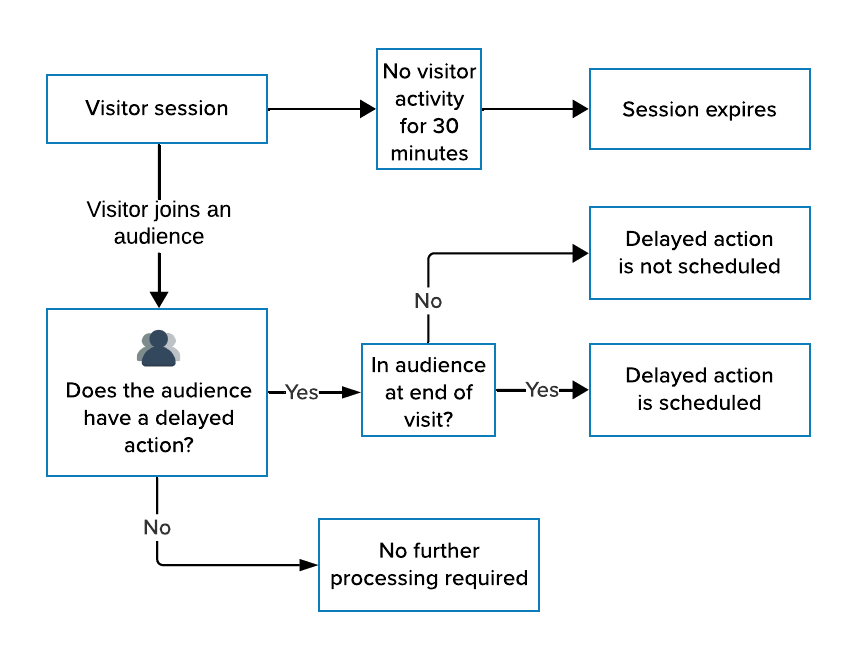 Visitor session
No visitor
activity
for 30
minutes
Session expires
Visitor joins an
audience
Delayed action
is not scheduled
No
Does the audience
have a delayed
action?
Yes
In audience
at end of
visit?
Yes
Delayed action
is scheduled
No
No further
processing required